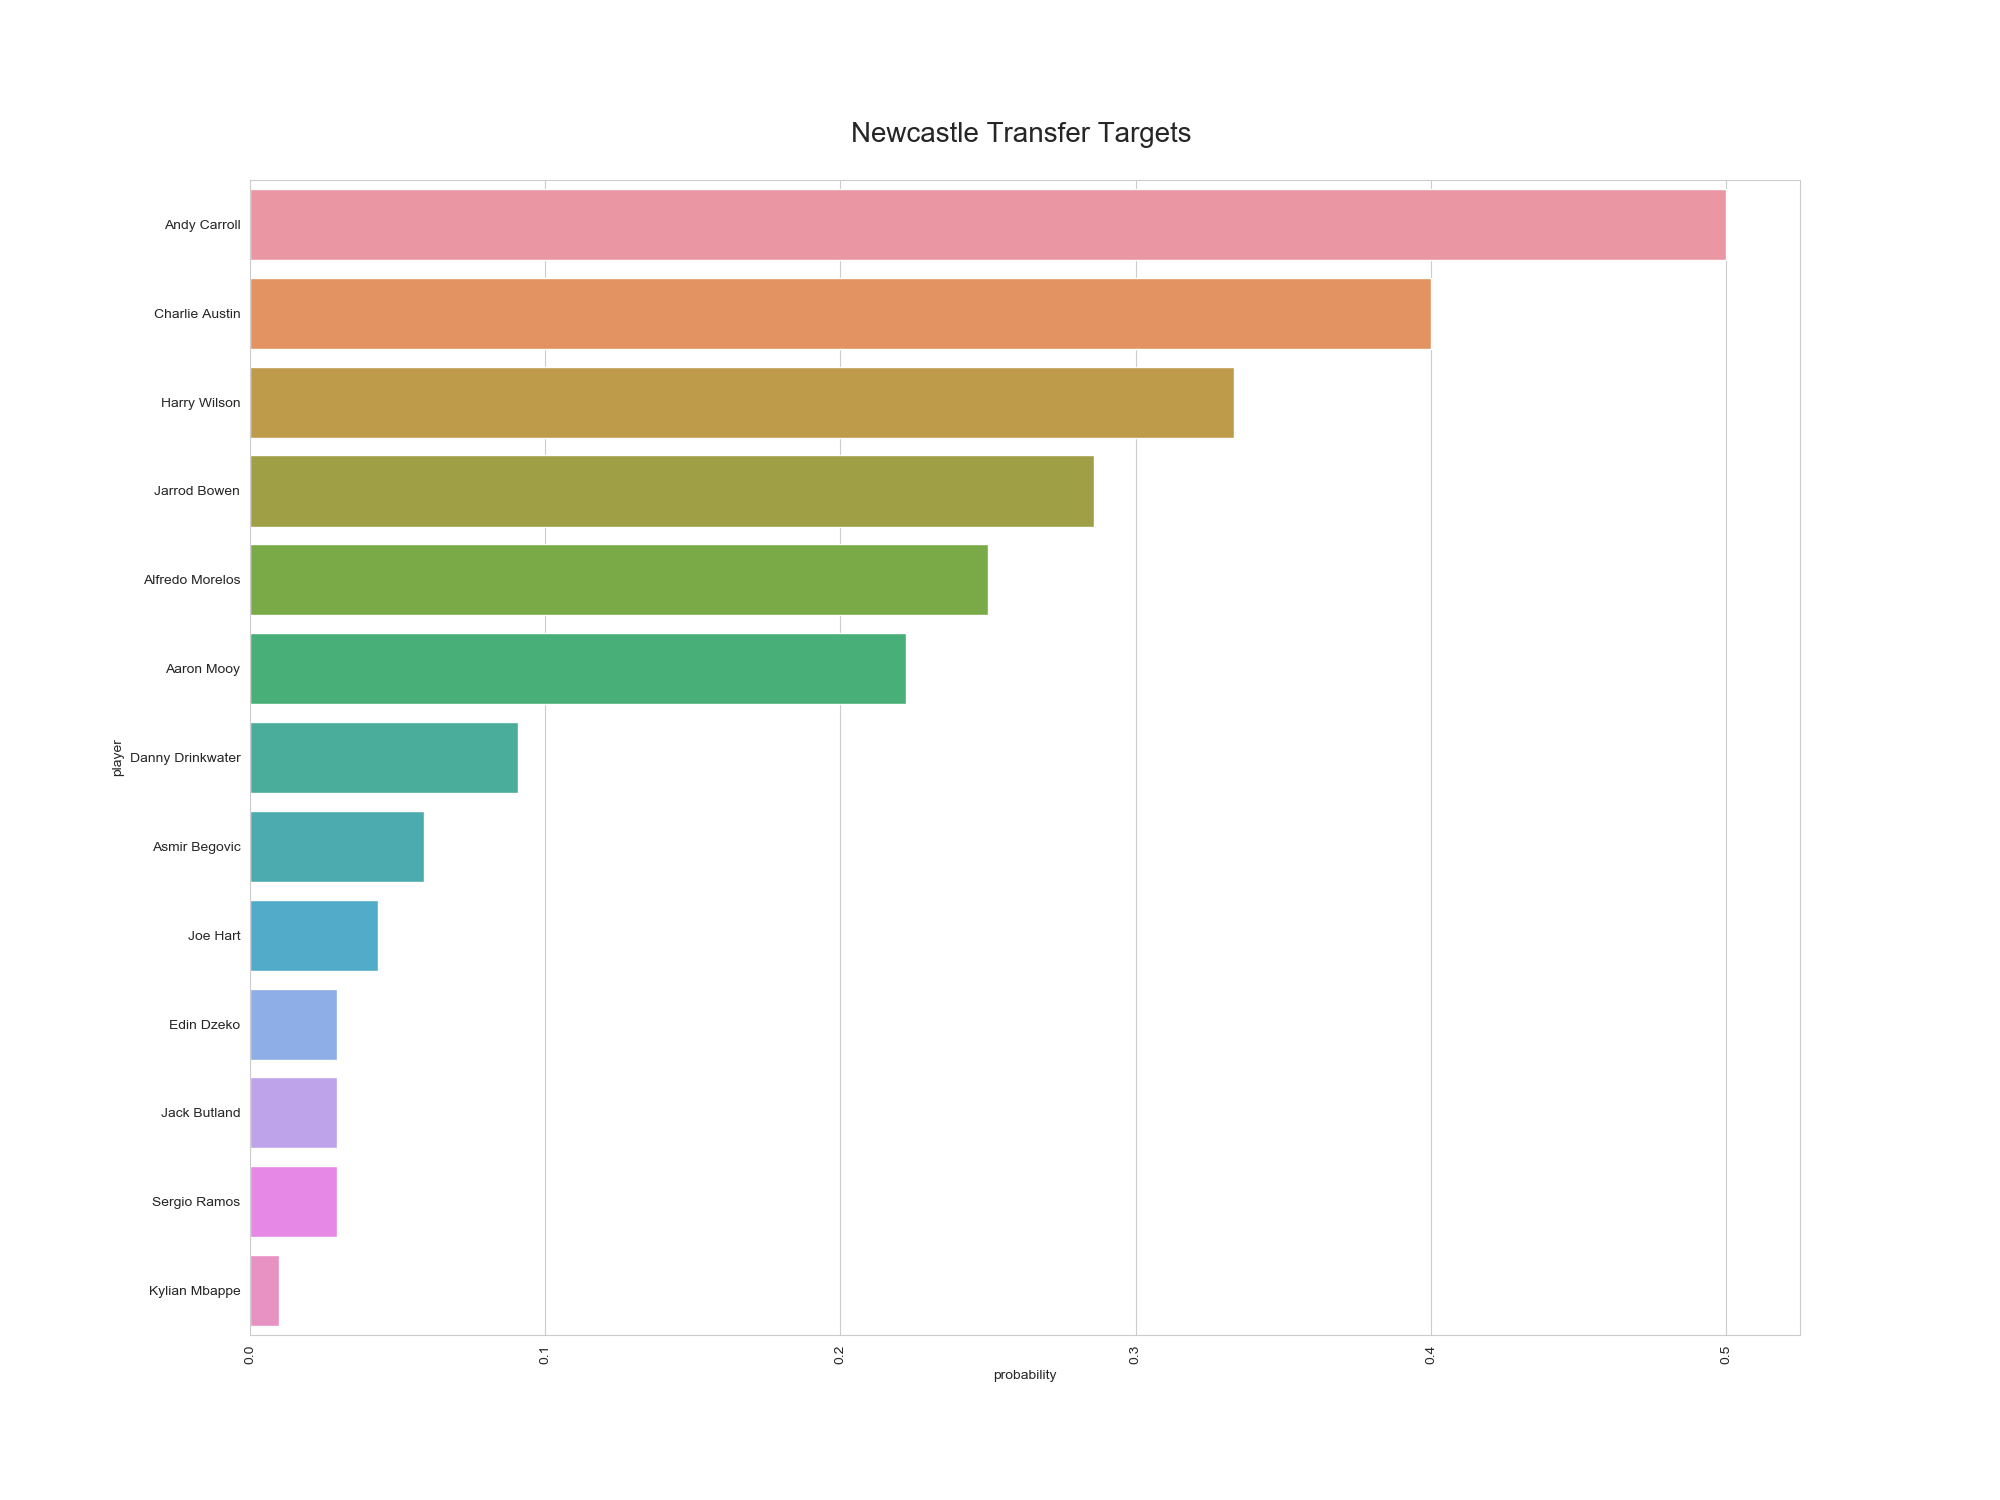 Newcastle Transfer Targets
Andy Carroll
Charlie Austin
Harry Wilson
Jarrod Bowen
Alfredo Morelos
Aaron Mooy
Danny Drinkwater
Asmir Begovic
Joe Hart
Edin Dzeko
Jack Butland
Sergio Ramos
Kylian Mbappe
player
0.0
0.1
0.2
0.3
0.4
0.5
probability